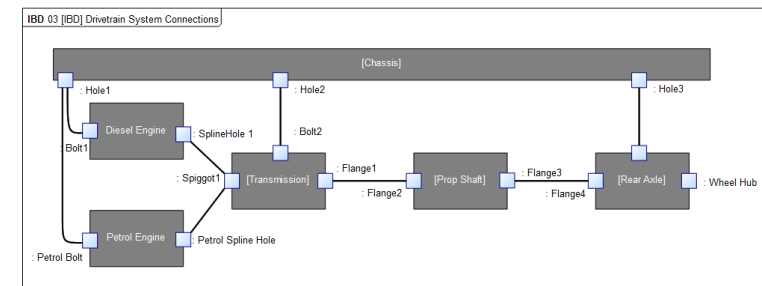 IBD 03 [IBD] Drivetrain System Connections
[Chassis]
: Hole1
: Hole2
: Hole3
Diesel Engine
: SplineHole 1
: Bolt2
: Bolt1
: Spiggot1
[Transmission]
: Flange1
: Flange2
[Prop Shaft]
: Flange3
: Flange4
[Rear Axle]
: Wheel Hub
Petrol Engine
: Petrol Spline Hole
: Petrol Bolt